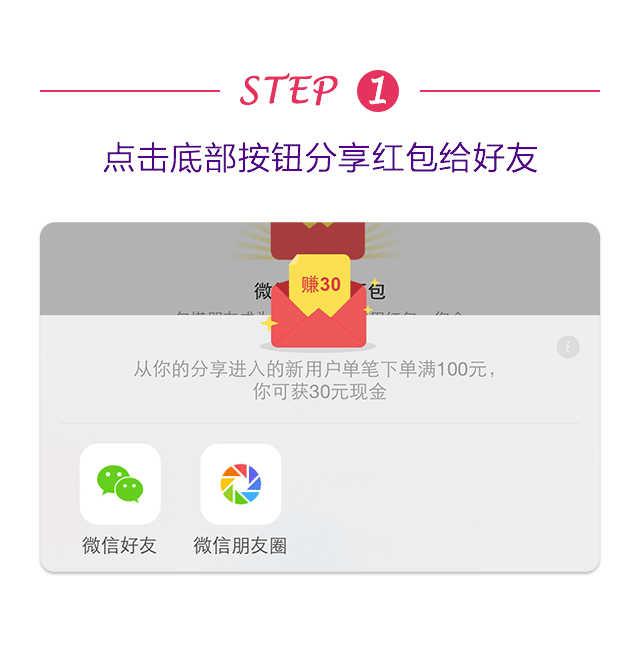 STEP 1
点击底部按钮分享红包给好友
赚30
微
包
从你的分享进入的新用户单笔下单满100元，
你可获30元现金
i
微信好友
微信朋友圈